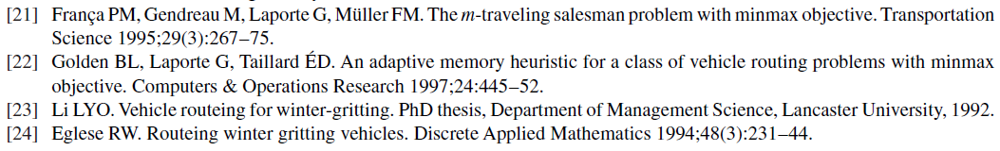 [21] França PM, Gendreau M, Laporte G, Müller FM. The m-traveling salesman problem with minmax objective. Transportation
Science 1995;29(3):267–75.
[22] Golden BL, Laporte G, Taillard ÉD. An adaptive memory heuristic for a class of vehicle routing problems with minmax
objective. Computers & Operations Research 1997;24:445–52.
[23] Li LYO. Vehicle routeing for winter-gritting. PhD thesis, Department of Management Science, Lancaster University, 1992.
[24] Eglese RW. Routeing winter gritting vehicles. Discrete Applied Mathematics 1994;48(3):231–44.